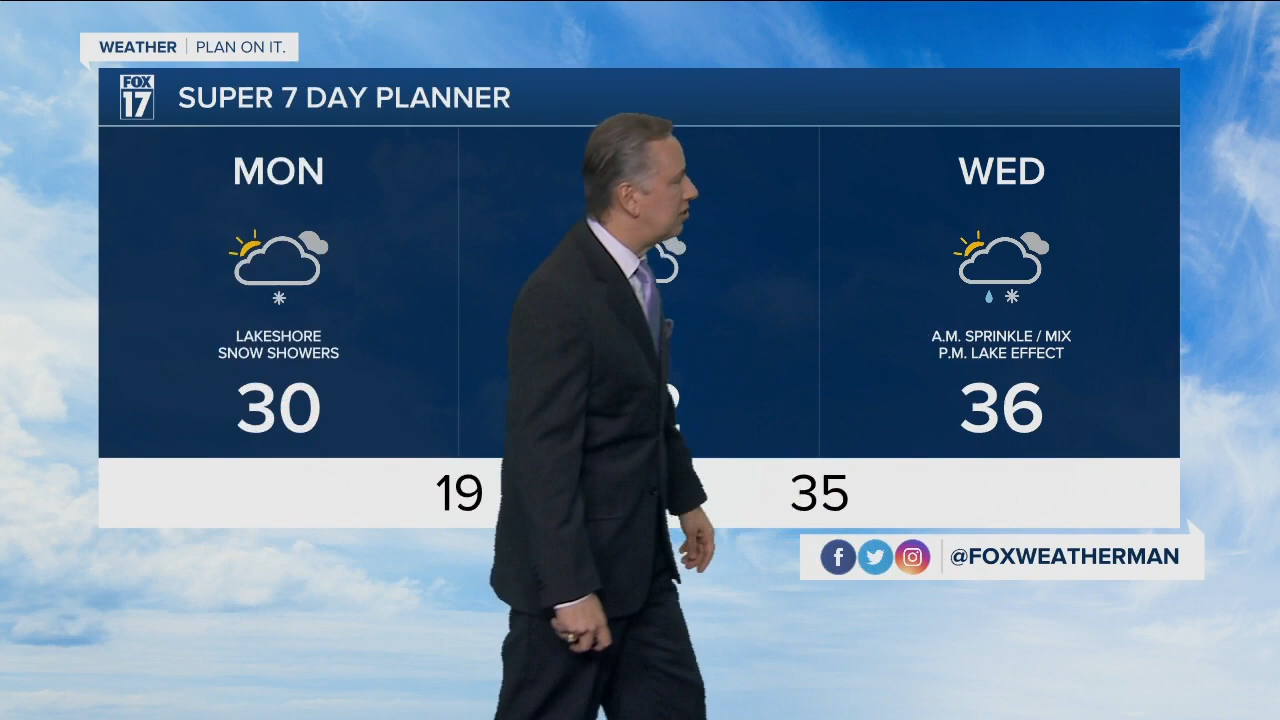 WEATHER | PLAN ON IT.
FOX
17
SUPER 7 DAY PLANNER
MON
LAKESHORE
SNOW SHOWERS
30
WED
A.M. SPRINKLE / MIX
P.M. LAKE EFFECT
36
19
35
@FOXWEATHERMAN